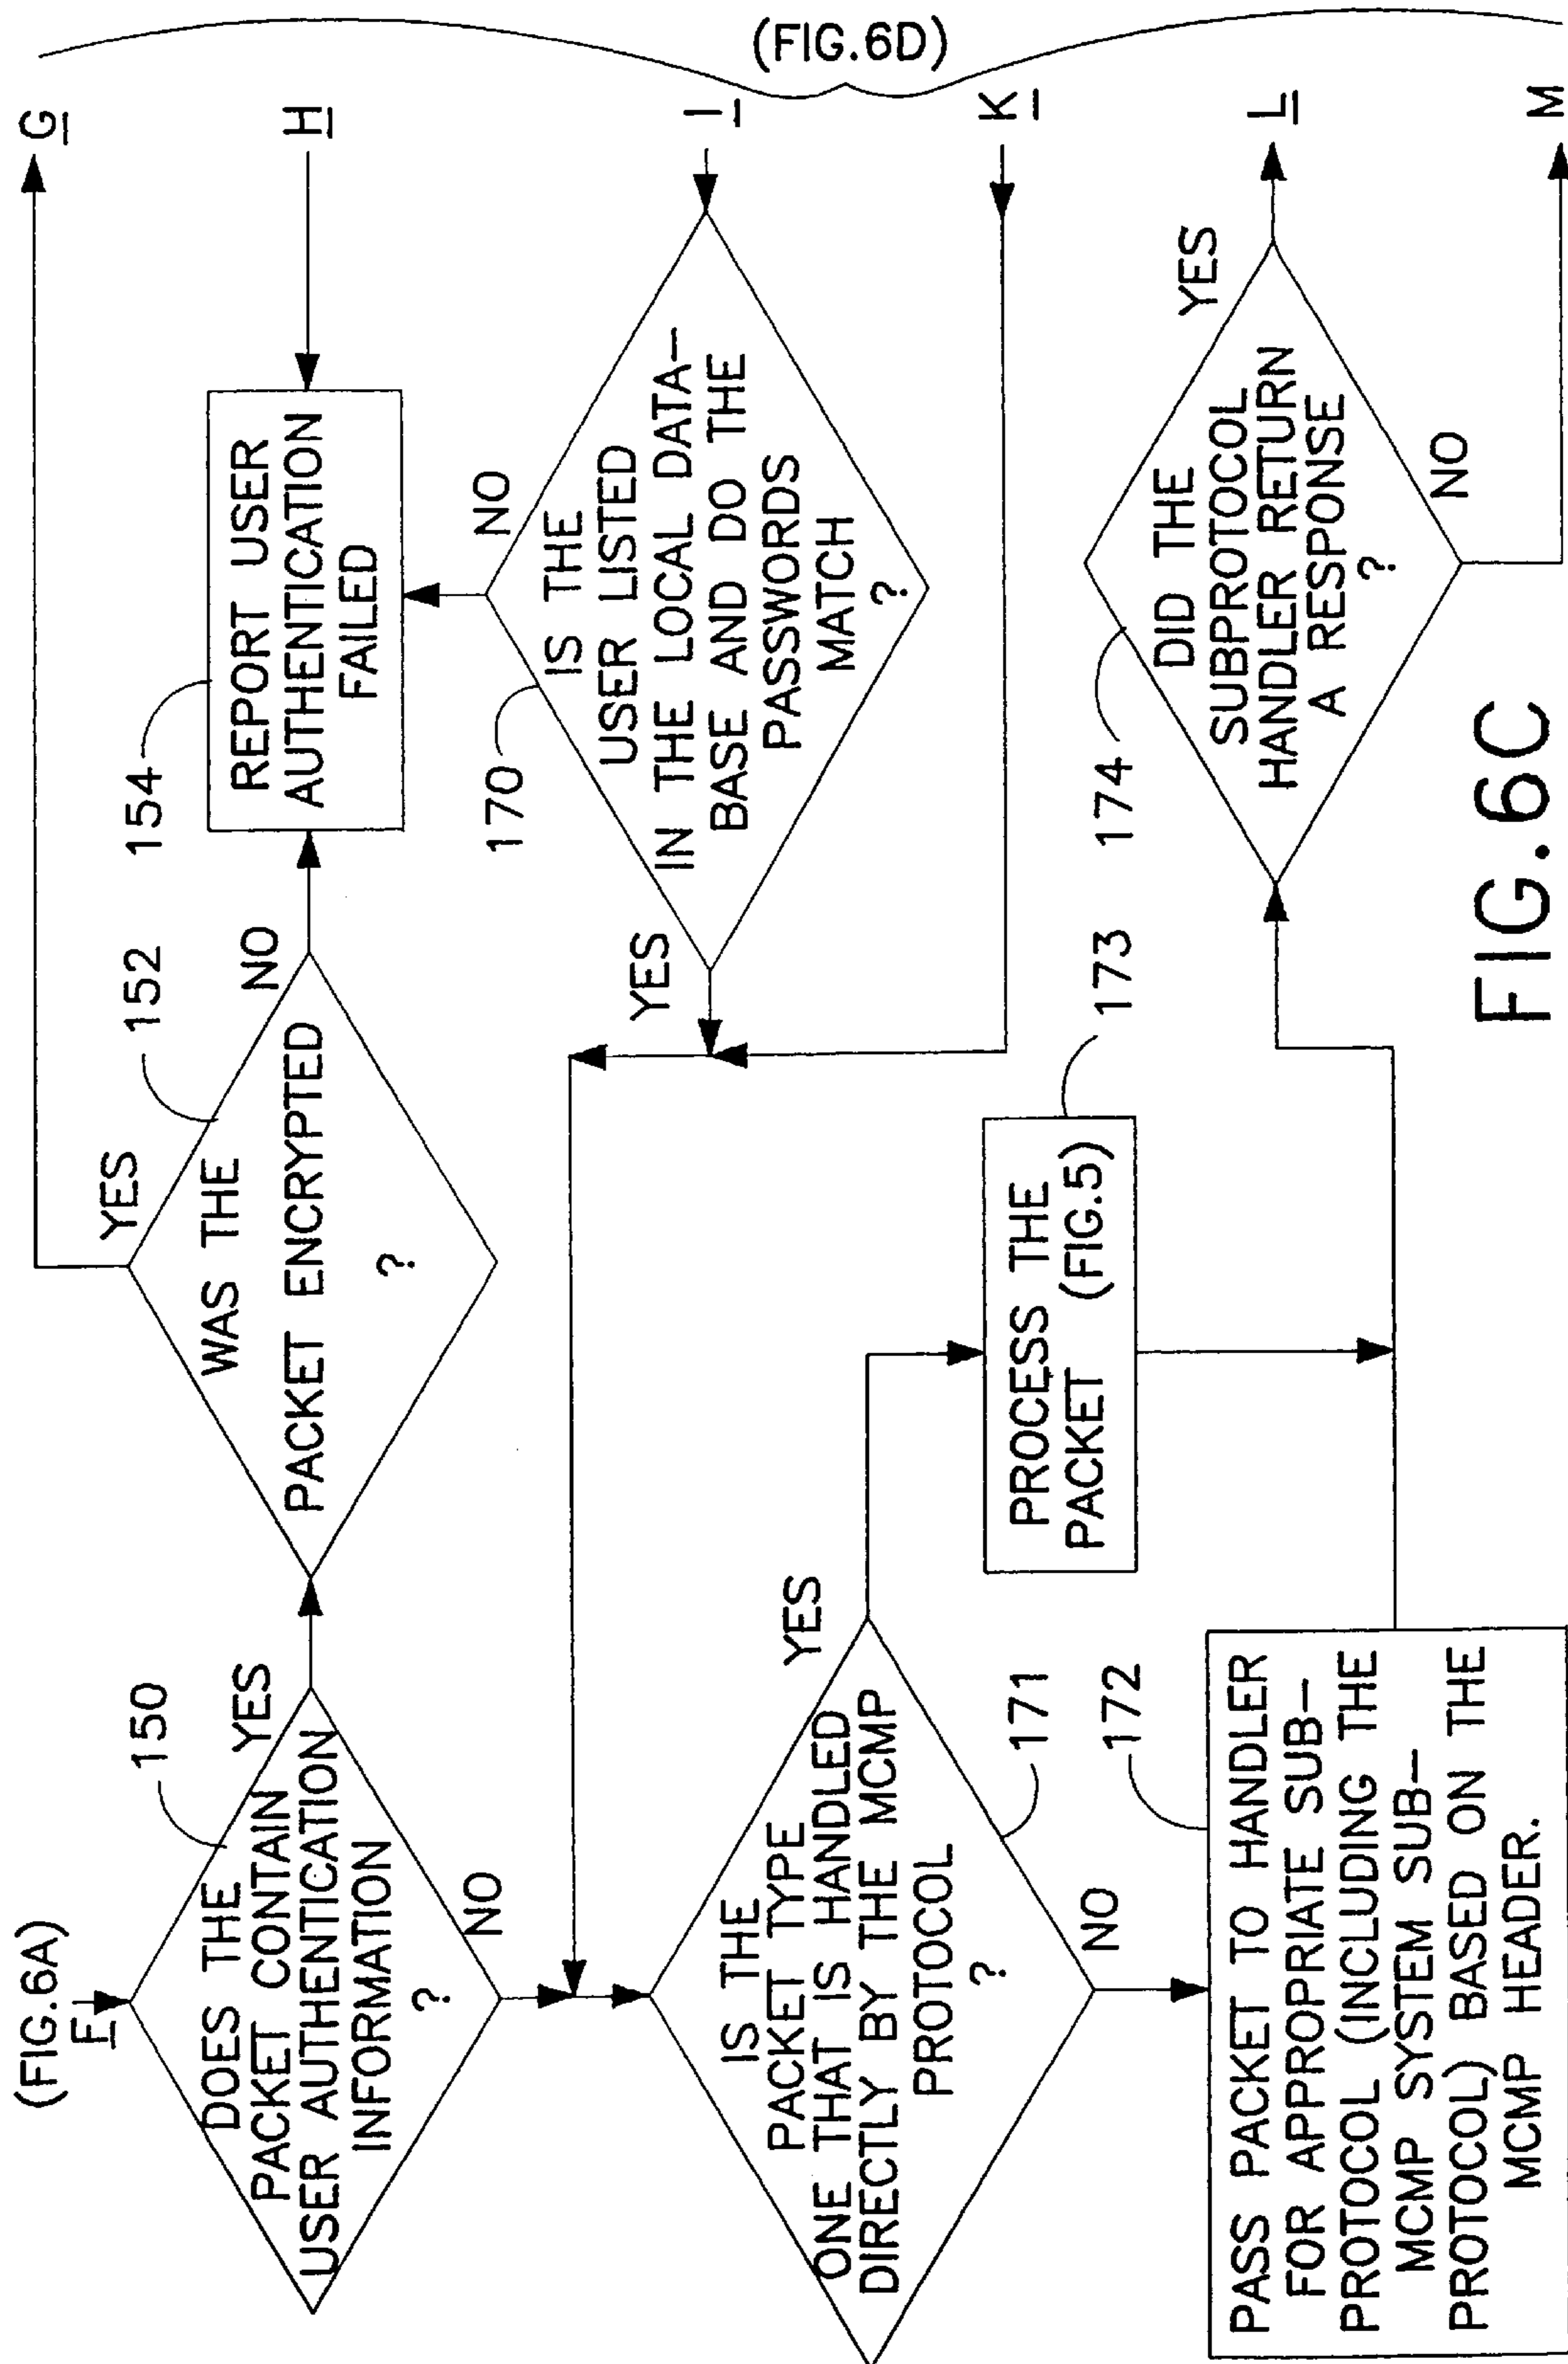 (FIG.6A)
F
DOES THE
PACKET CONTAIN
USER AUTHENTICATION
INFORMATION
?
150
YES
NO
WAS THE
PACKET ENCRYPTED
?
152
YES
NO
154
REPORT USER
AUTHENTICATION
FAILED
G
H
(FIG.6D)
170
IS THE
USER LISTED
IN THE LOCAL DATA-
BASE AND DO THE
PASSWORDS
MATCH
?
NO
YES
I
K
IS THE
PACKET TYPE
ONE THAT IS HANDLED
DIRECTLY BY THE MCMP
PROTOCOL
?
171
YES
NO
PROCESS THE
PACKET (FIG.5)
173
172
PASS PACKET TO HANDLER
FOR APPROPRIATE SUB-
PROTOCOL (INCLUDING THE
MCMP SYSTEM SUB-
PROTOCOL) BASED ON THE
MCMP HEADER.
174
DID THE
SUBPROTOCOL
HANDLER RETURN
A RESPONSE
?
YES
NO
L
M
FIG.6C